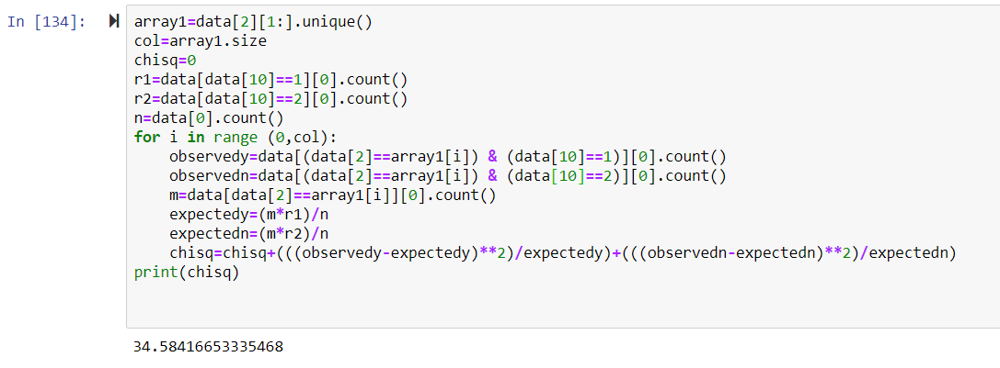 In [134]:
array1=data[2][1:].unique()
col=array1.size
chisq=0
r1=data[data[10]==1][0].count()
r2=data[data[10]==2][0].count()
n=data[0].count()
for i in range (0,col):
    observedy=data[(data[2]==array1[i]) & (data[10]==1)][0].count()
    observedn=data[(data[2]==array1[i]) & (data[10]==2)][0].count()
    m=data[data[2]==array1[i]][0].count()
    expectedy=(m*r1)/n
    expectedn=(m*r2)/n
    chisq=chisq+(((observedy-expectedy)**2)/expectedy)+(((observedn-expectedn)**2)/expectedn)
print(chisq)
34.58416653335468